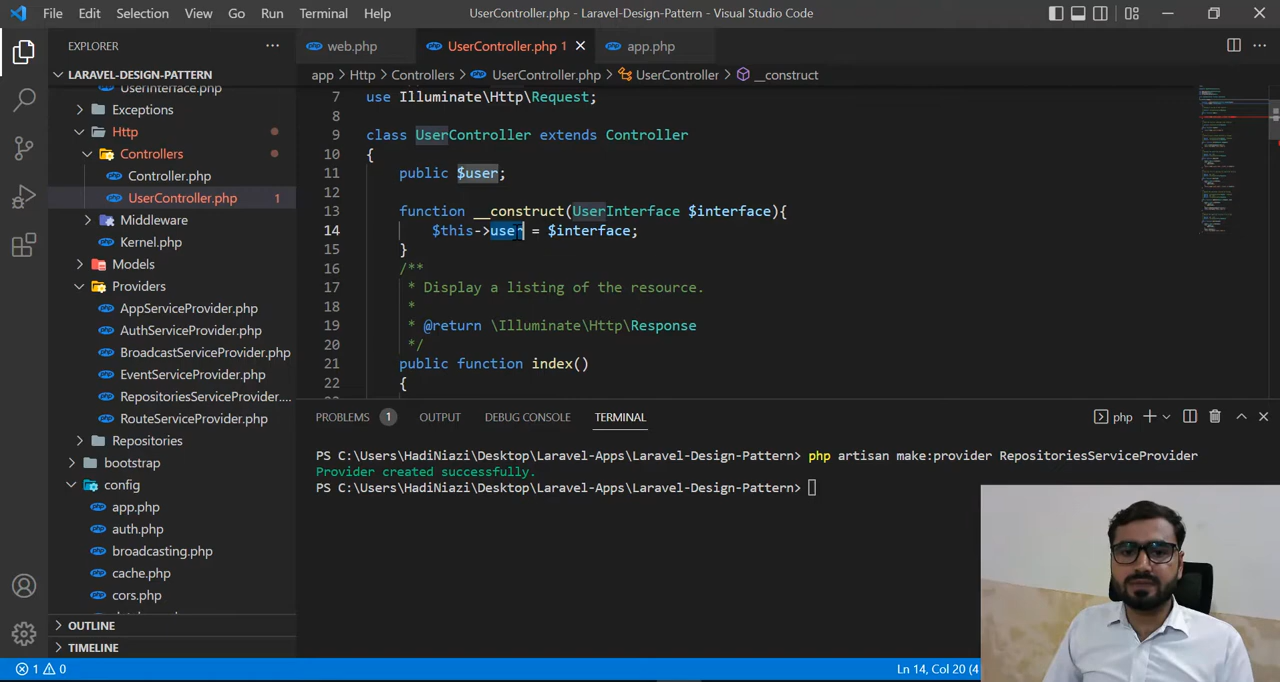 File Edit Selection View Go Run Terminal Help UserController.php - Laravel-Design-Pattern - Visual Studio Code
EXPLORER
LARAVEL-DESIGN-PATTERN
UserInterface.php
Exceptions
Http
Controllers
Controller.php
UserController.php 1
Middleware
Kernel.php
Models
Providers
AppServiceProvider.php
AuthServiceProvider.php
BroadcastServiceProvider.php
EventServiceProvider.php
RepositoriesServiceProvider....
RouteServiceProvider.php
Repositories
bootstrap
config
app.php
auth.php
broadcasting.php
cache.php
cors.php
OUTLINE
TIMELINE
web.php UserController.php 1 app.php
app > Http > Controllers > UserController.php > UserController > __construct
7 use Illuminate\Http\Request;
8
9 class UserController extends Controller
10 {
11 public $user;
12
13 function __construct(UserInterface $interface){
14 $this->user = $interface;
15 }
16 /**
17 * Display a listing of the resource.
18 *
19 * @return \Illuminate\Http\Response
20 */
21 public function index()
22 {
PROBLEMS 1 OUTPUT DEBUG CONSOLE TERMINAL php
PS C:\Users\HadiNiazi\Desktop\Laravel-Apps\Laravel-Design-Pattern> php artisan make:provider RepositoriesServiceProvider
Provider created successfully.
PS C:\Users\HadiNiazi\Desktop\Laravel-Apps\Laravel-Design-Pattern>
1 0 Ln 14, Col 20 (4